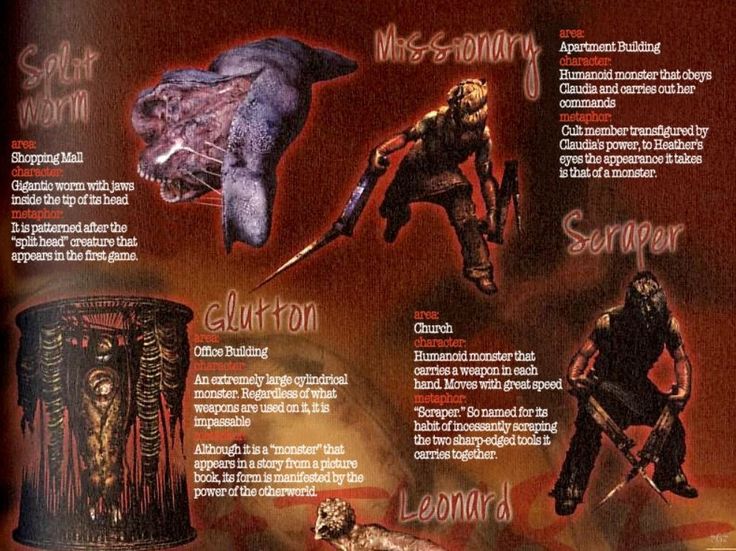 Split
worm
area:
Shopping Mall
character:
Gigantic worm with jaws
inside the tip of its head
metaphor:
It is patterned after the
"split head" creature that
appears in the first game.
Missionary
area:
Apartment Building
character:
Humanoid monster that obeys
Claudia and carries out her
commands
metaphor:
Cult member transfigured by
Claudia's power, to Heather's
eyes the appearance it takes
is that of a monster.
Glutton
area:
Office Building
character:
An extremely large cylindrical
monster. Regardless of what
weapons are used on it, it is
impassable
Although it is a "monster" that
appears in a story from a picture
book, its form is manifested by the
power of the otherworld.
Scraper
area:
Church
character:
Humanoid monster that
carries a weapon in each
hand. Moves with great speed
metaphor:
"Scraper." So named for its
habit of incessantly scraping
the two sharp-edged tools it
carries together.
Leonard